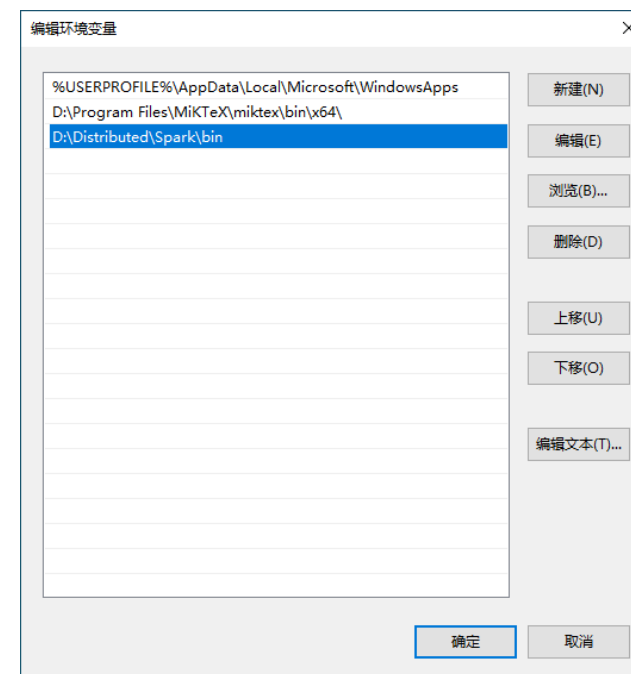 编辑环境变量
%USERPROFILE%\AppData\Local\Microsoft\WindowsApps
D:\Program Files\MiKTeX\miktex\bin\x64\
D:\Distributed\Spark\bin
新建(N)
编辑(E)
浏览(B)...
删除(D)
上移(U)
下移(O)
编辑文本(T)...
确定
取消